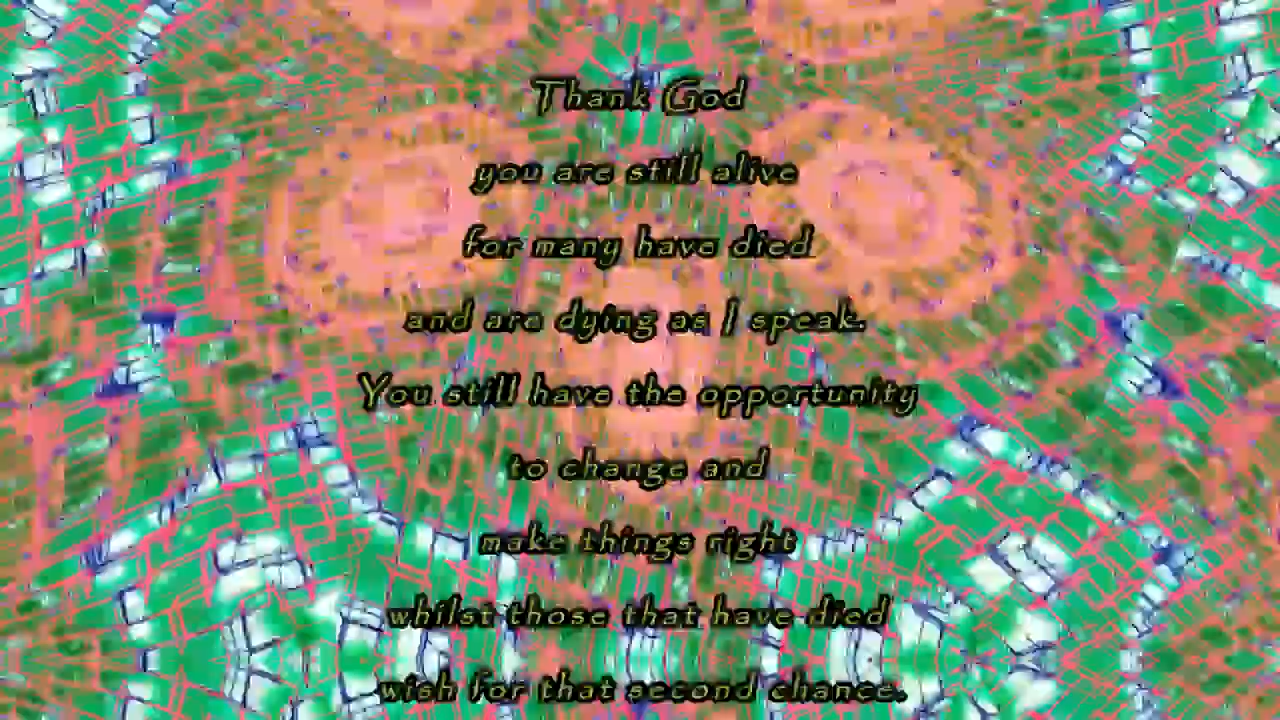 Thank God
you are still alive
for many have died
and are dying as I speak.
You still have the opportunity
to change and
make things right
whilst those that have died
wish for that second chance.